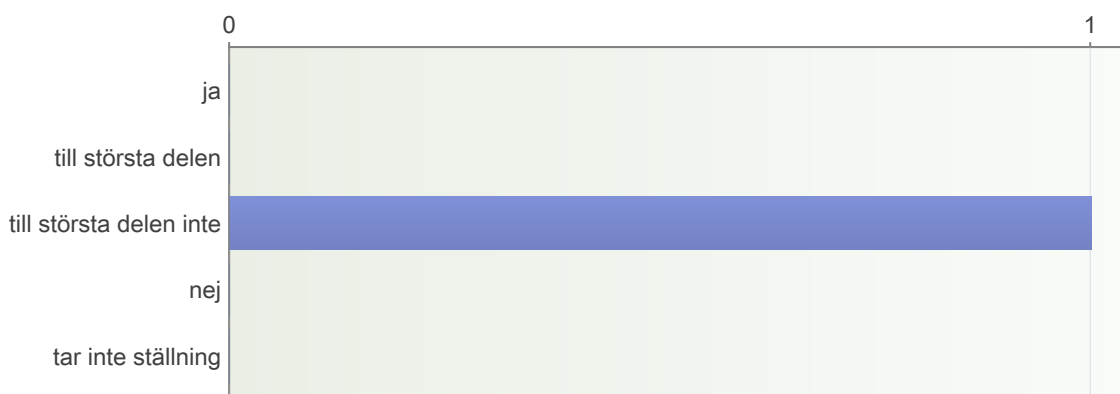 0 1
ja
till största delen
till största delen inte
nej
tar inte ställning